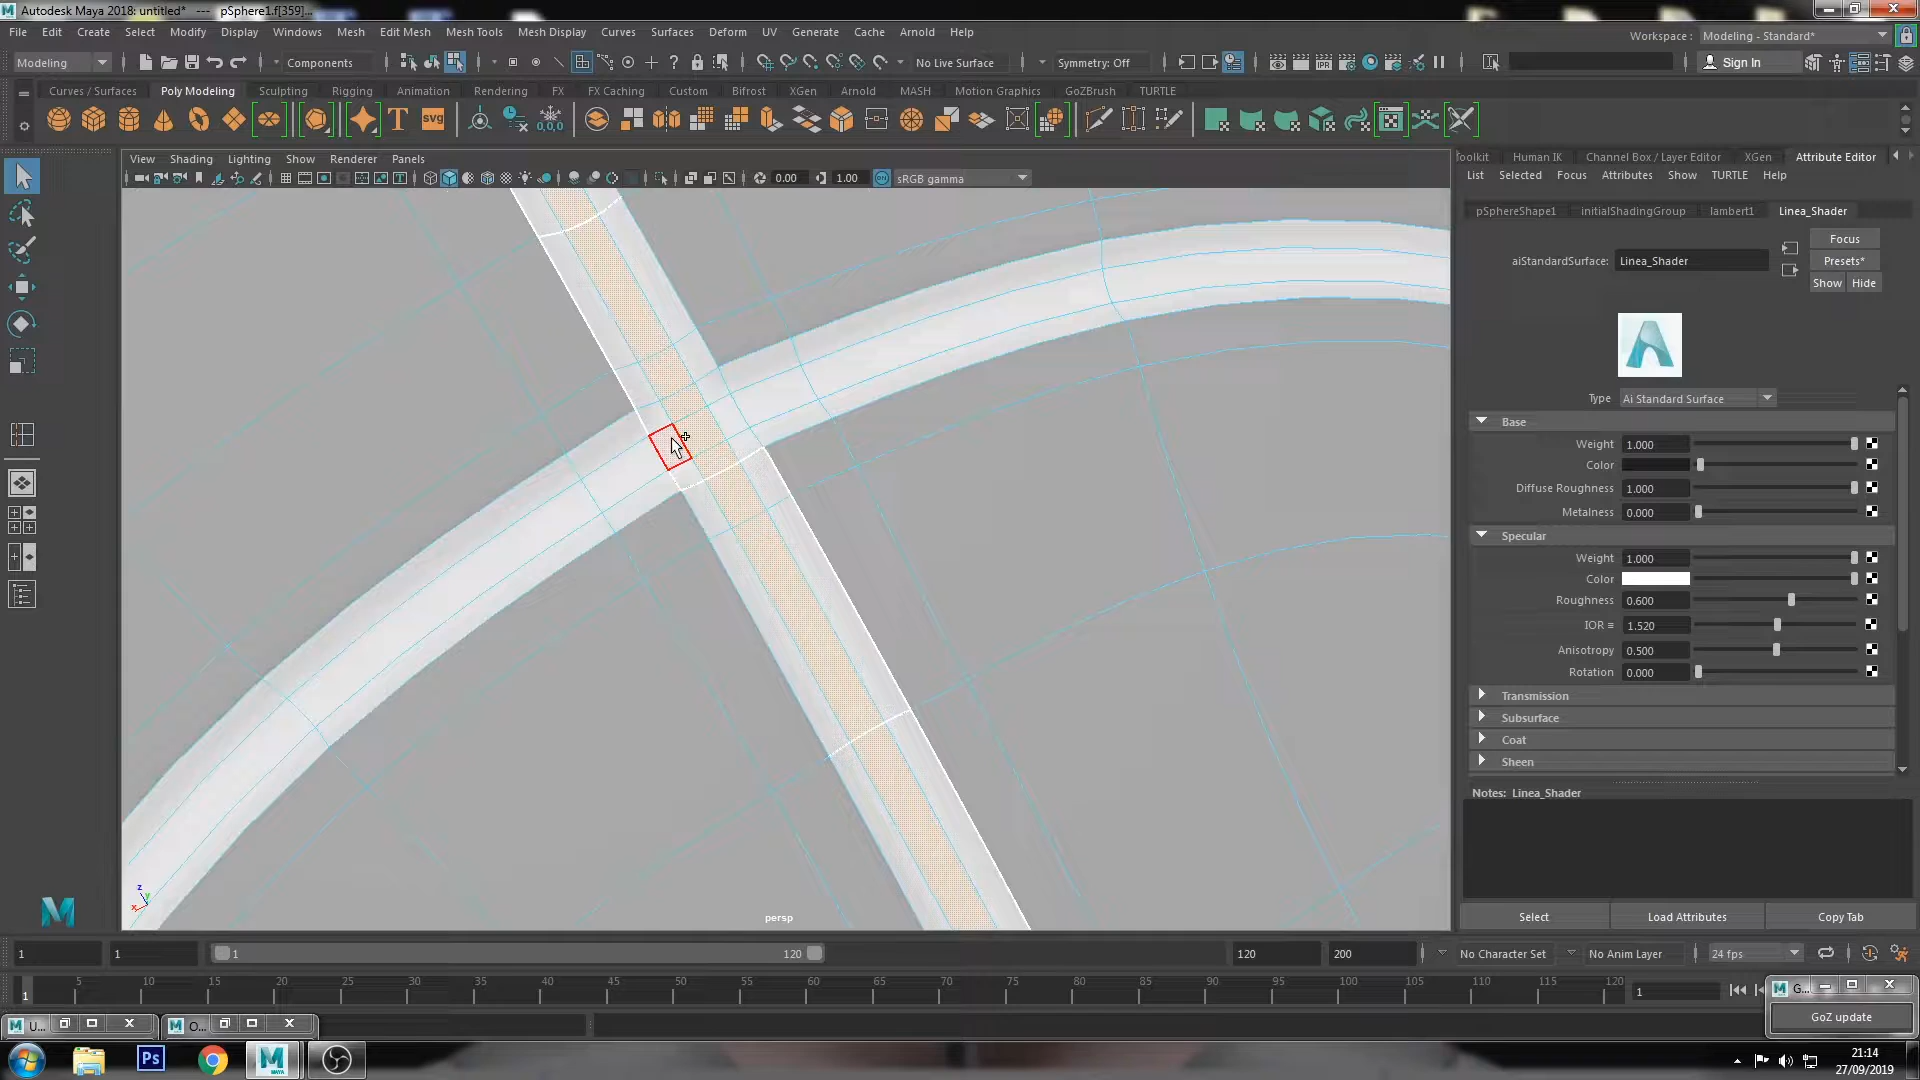 Autodesk Maya 2018: untitled*   ---   pSphere1.f[359]...
File Edit Create Select Modify Display Windows Mesh Edit Mesh Mesh Tools Mesh Display Curves Surfaces Deform UV Generate Cache Arnold Help
Workspace : Modeling - Standard*
Modeling Components No Live Surface Symmetry: Off Sign In
Curves / Surfaces Poly Modeling Sculpting Rigging Animation Rendering FX FX Caching Custom Bifrost XGen Arnold MASH Motion Graphics GoZBrush TURTLE
T svg 0,0,0
View Shading Lighting Show Renderer Panels
0.00 1.00 sRGB gamma
oolkit Human IK Channel Box / Layer Editor XGen Attribute Editor
List Selected Focus Attributes Show TURTLE Help
pSphereShape1 initialShadingGroup lambert1 Linea_Shader
Focus
aiStandardSurface: Linea_Shader Presets*
Show Hide
Type Ai Standard Surface
Base
Weight 1.000
Color
Diffuse Roughness 1.000
Metalness 0.000
Specular
Weight 1.000
Color
Roughness 0.600
IOR 1.520
Anisotropy 0.500
Rotation 0.000
Transmission
Subsurface
Coat
Sheen
Notes: Linea_Shader
z
y
x
persp
Select Load Attributes Copy Tab
1 1 1 120 120 200 No Character Set No Anim Layer 24 fps
5 10 15 20 25 30 35 40 45 50 55 60 65 70 75 80 85 90 95 100 105 110 115 120
1 1
G...
GoZ update
U... O...
Ps
MAYA
21:14
27/09/2019